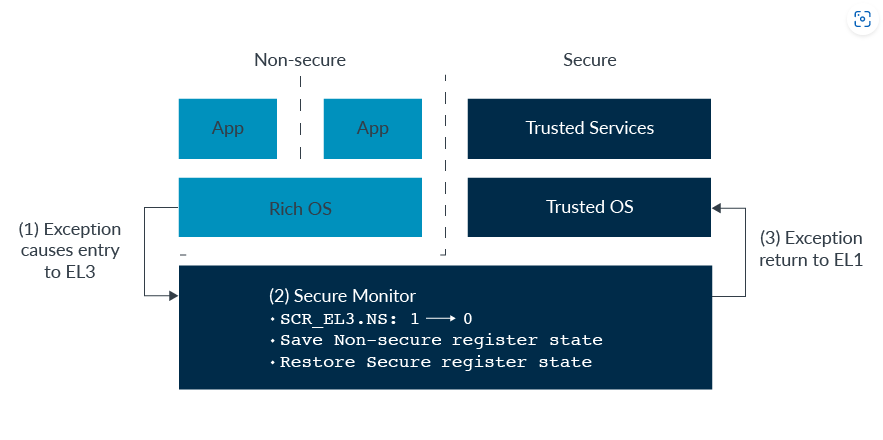 Non-secure
Secure
App
App
Trusted Services
Rich OS
Trusted OS
(1) Exception
causes entry
to EL3
(3) Exception
return to EL1
(2) Secure Monitor
· SCR_EL3.NS: 1 ⟶ 0
· Save Non-secure register state
· Restore Secure register state